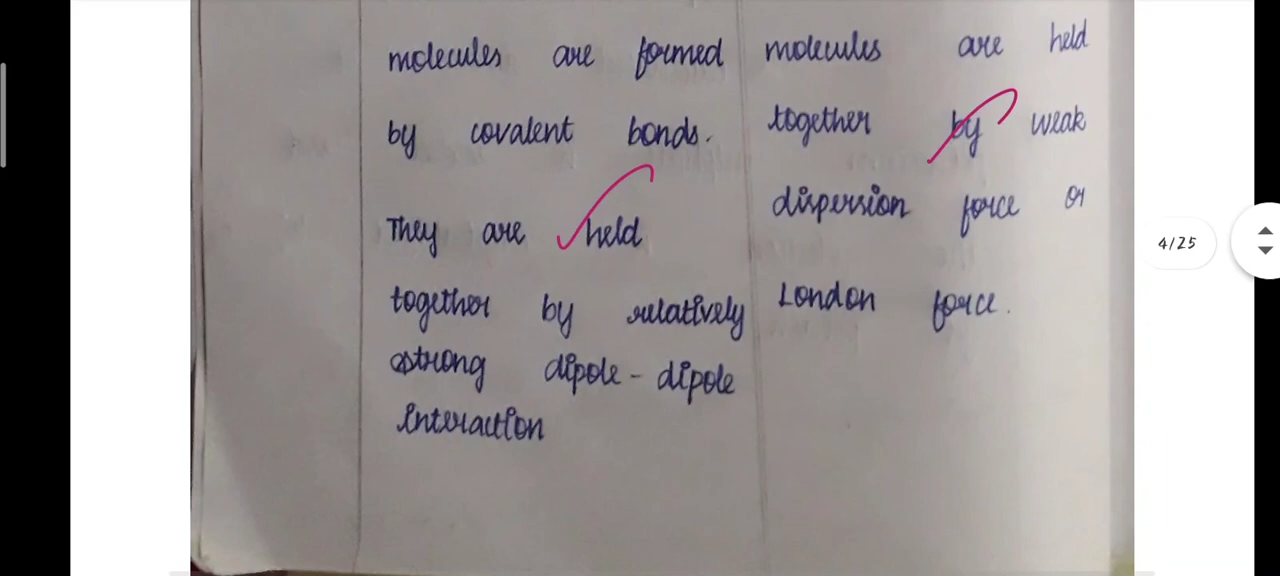 molecules are formed
by covalent bonds.
They are held
together by relatively
strong dipole - dipole
interaction
molecules are held
together by weak
dispersion force or
London force.
4/25